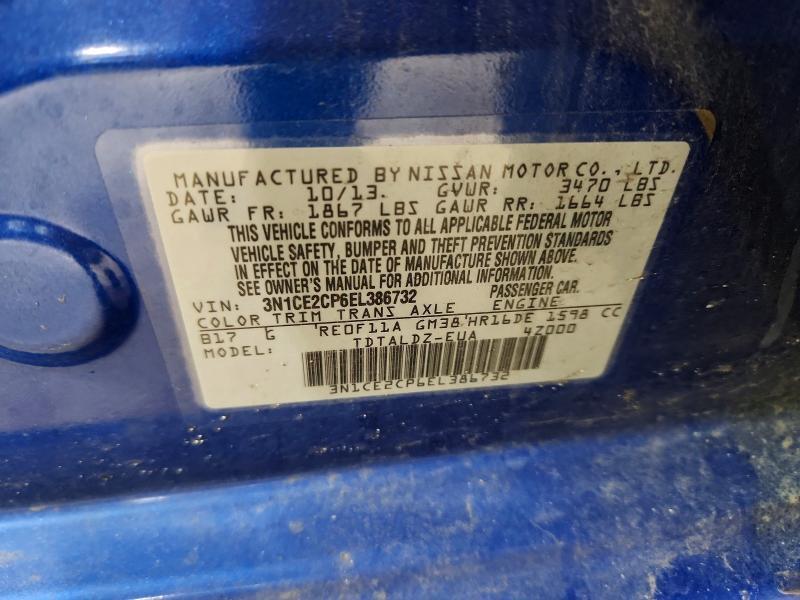 MANUFACTURED BY NISSAN MOTOR CO., LTD.
DATE: 10/13. GVWR: 3470 LBS
GAWR FR: 1867 LBS GAWR RR: 1664 LBS
THIS VEHICLE CONFORMS TO ALL APPLICABLE FEDERAL MOTOR
VEHICLE SAFETY, BUMPER AND THEFT PREVENTION STANDARDS
IN EFFECT ON THE DATE OF MANUFACTURE SHOWN ABOVE.
SEE OWNER'S MANUAL FOR ADDITIONAL INFORMATION.
VIN: 3N1CE2CP6EL386732 PASSENGER CAR.
COLOR TRIM TRANS AXLE ENGINE
B17 G RE0F11A GM38 HR16DE 1598 CC
MODEL: TDTALDZ-EUA 4Z000
3N1CE2CP6EL386732